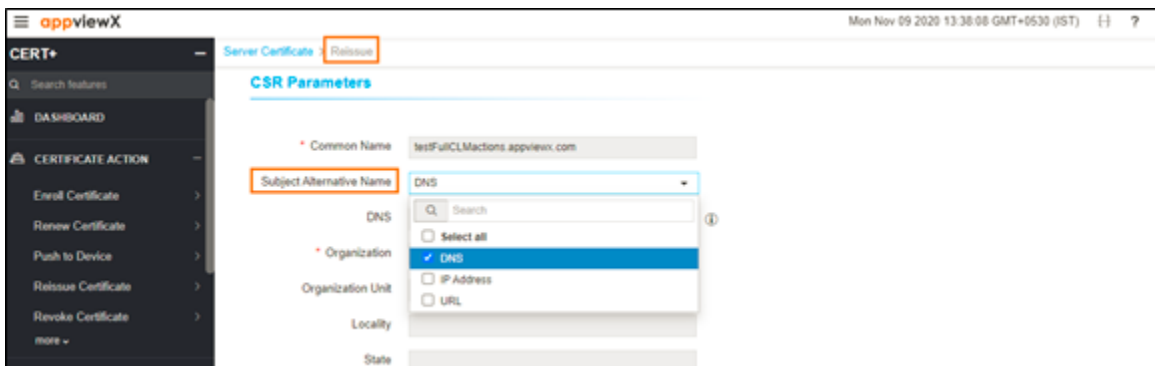 appviewX
Mon Nov 09 2020 13:38:08 GMT+0530 (IST) ?
CERT+
Server Certificate > Reissue
Search features
CSR Parameters
DASHBOARD
* Common Name testFullCLMactions.appviewx.com
CERTIFICATE ACTION
Subject Alternative Name DNS
Enroll Certificate
DNS
Search
Renew Certificate
Select all
Push to Device
* Organization
DNS
Reissue Certificate
Organization Unit
IP Address
URL
Revoke Certificate
Locality
more
State